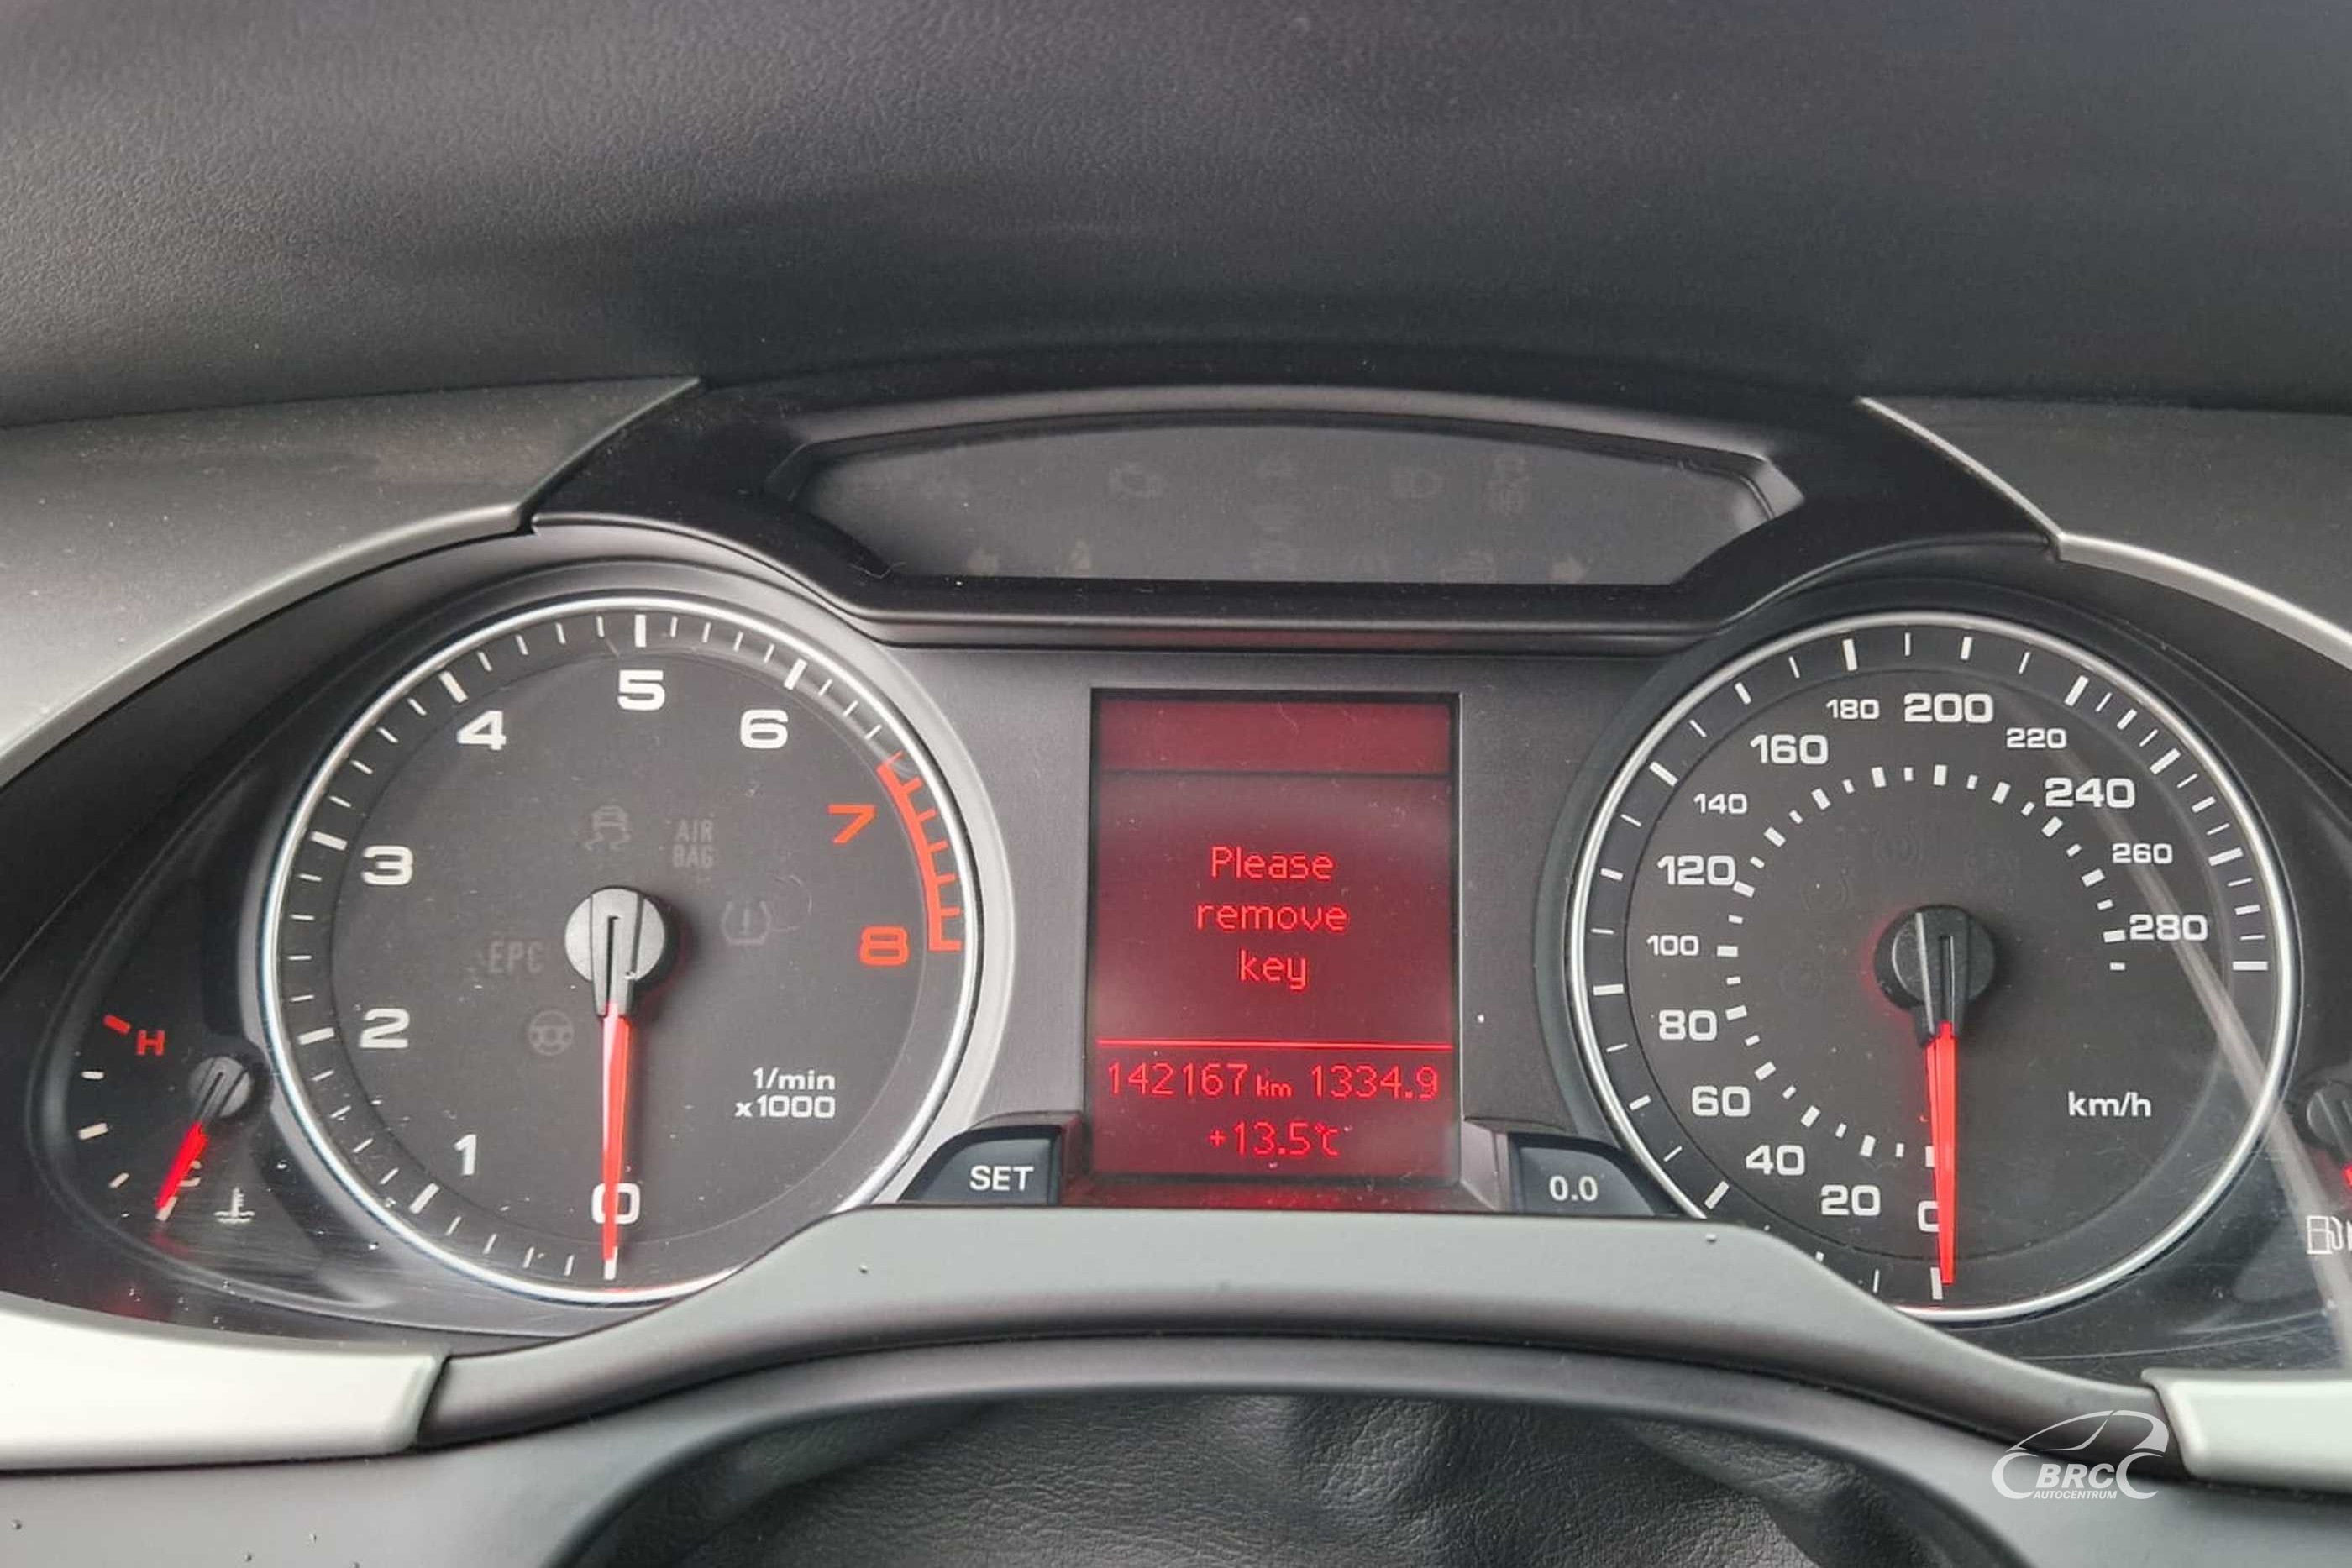 5
4
6
3
7
2
8
1
0
AIR
BAG
EPC
1/min
x1000
H
C
SET
Please
remove
key
142167 km 1334.9
+13.5°C
0.0
180
200
220
160
240
140
260
120
280
100
80
60
40
20
0
km/h
BRC
AUTOCENTRUM